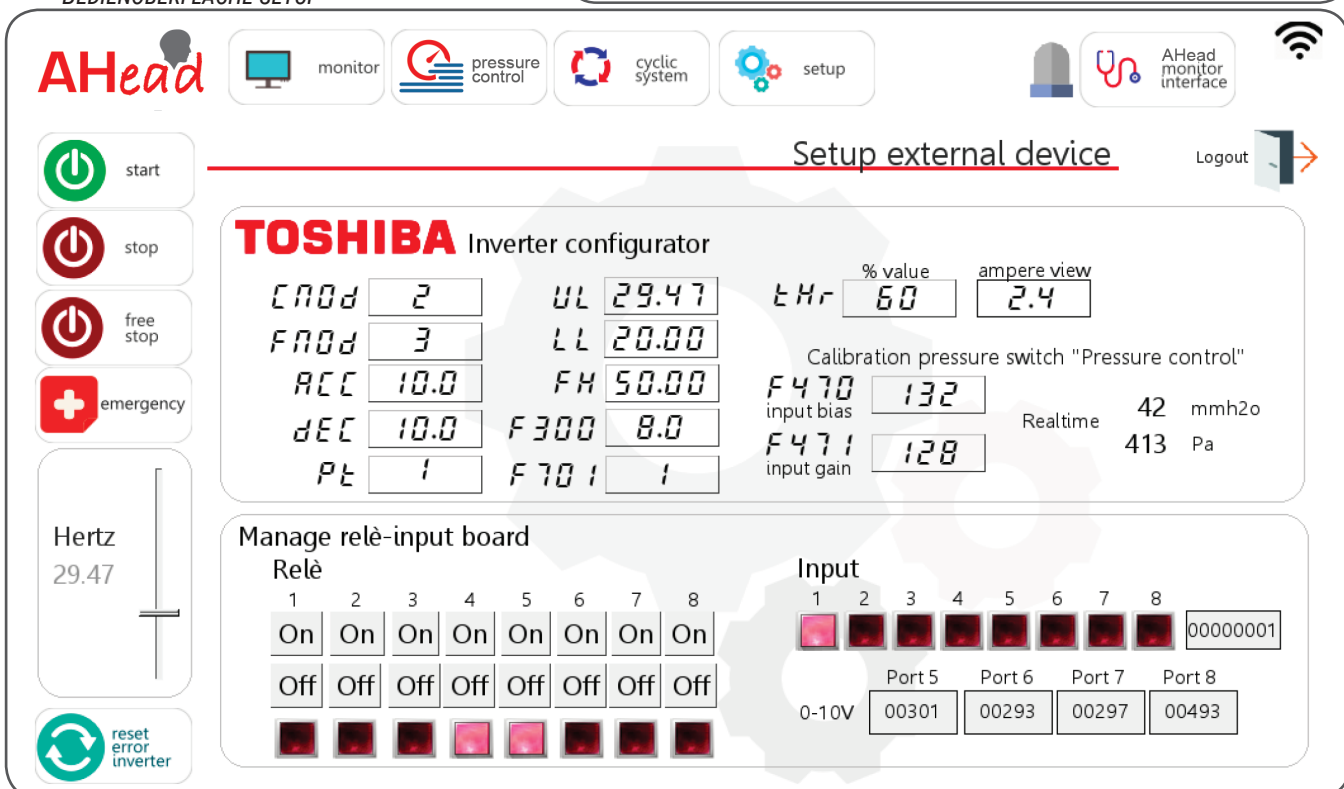 BEDIENOBERFLÄCHE SETUP
AHead
monitor
pressure
control
cyclic
system
setup
AHead
monitor
interface
start
Setup external device
Logout
stop
free
stop
emergency
TOSHIBA Inverter configurator
CMOd 2
UL 29.47
tHr
% value
60
ampere view
2.4
FMOd 3
LL 20.00
ACC 10.0
FH 50.00
Calibration pressure switch "Pressure control"
F470 132
input bias
dEC 10.0
F300 8.0
Realtime
42 mmh2o
413 Pa
F471 128
input gain
Pt 1
F701 1
Hertz
29.47
Manage relè-input board
Relè
1 2 3 4 5 6 7 8
On On On On On On On On
Off Off Off Off Off Off Off Off
Input
1 2 3 4 5 6 7 8
00000001
Port 5 Port 6 Port 7 Port 8
0-10V 00301 00293 00297 00493
reset
error
inverter